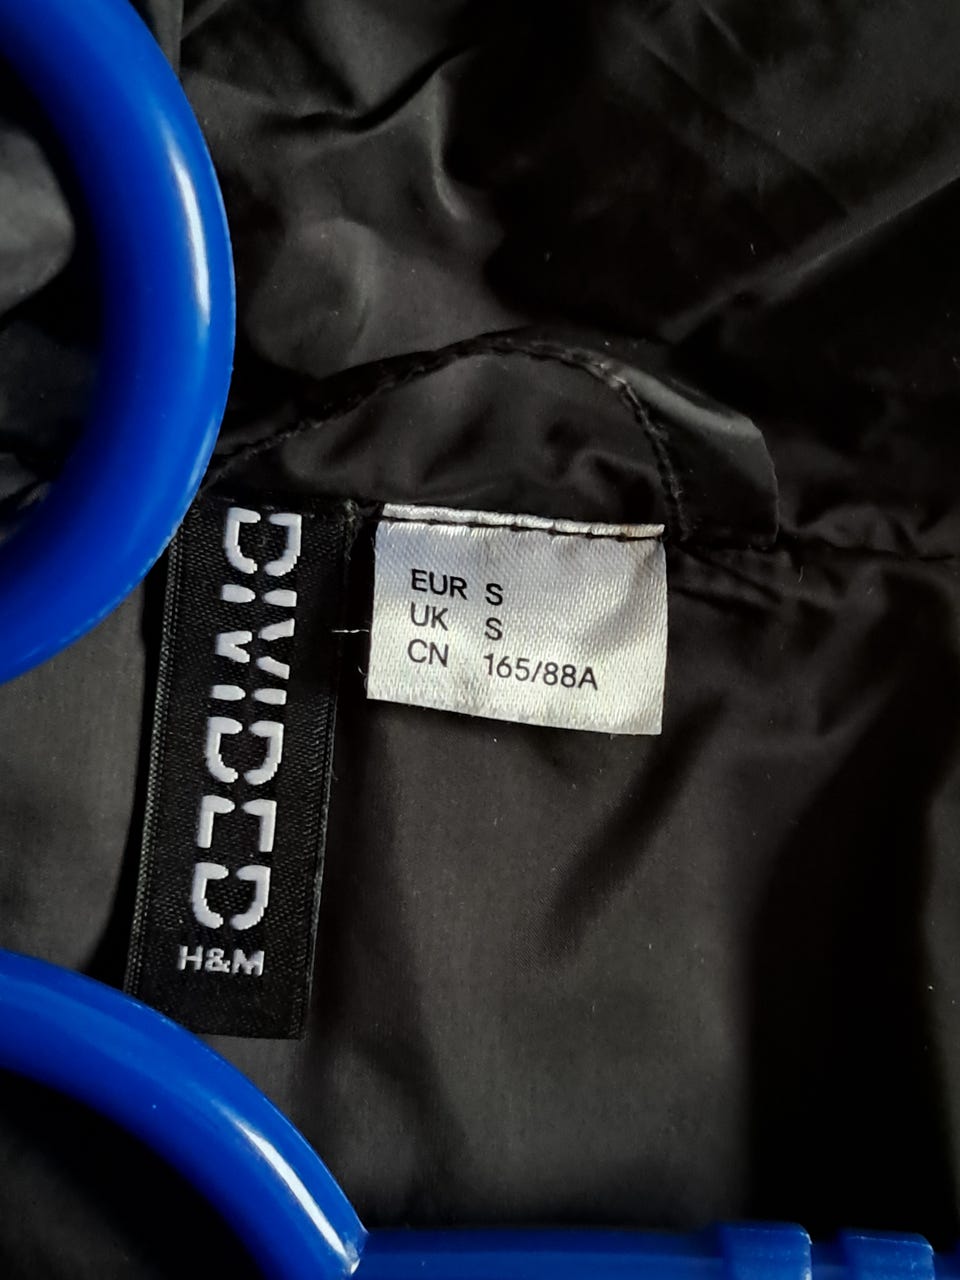 DIVIDED
H&M
EUR S
UK S
CN 165/88A